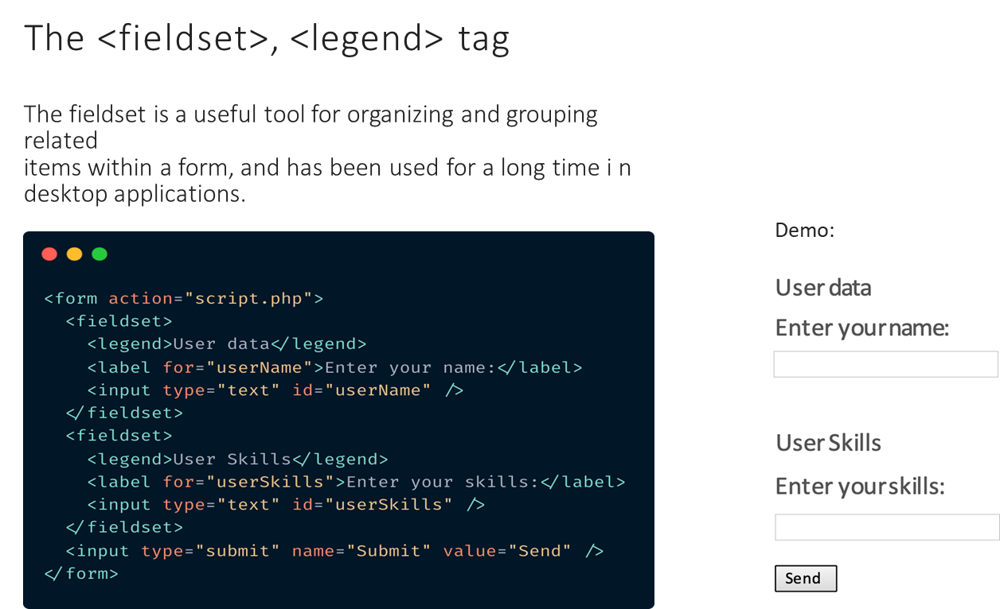 The <fieldset>, <legend> tag
The fieldset is a useful tool for organizing and grouping
related
items within a form, and has been used for a long time i n
desktop applications.
<form action="script.php">
  <fieldset>
    <legend>User data</legend>
    <label for="userName">Enter your name:</label>
    <input type="text" id="userName" />
  </fieldset>
  <fieldset>
    <legend>User Skills</legend>
    <label for="userSkills">Enter your skills:</label>
    <input type="text" id="userSkills" />
  </fieldset>
  <input type="submit" name="Submit" value="Send" />
</form>
Demo:
User data
Enter your name:
User Skills
Enter your skills:
Send